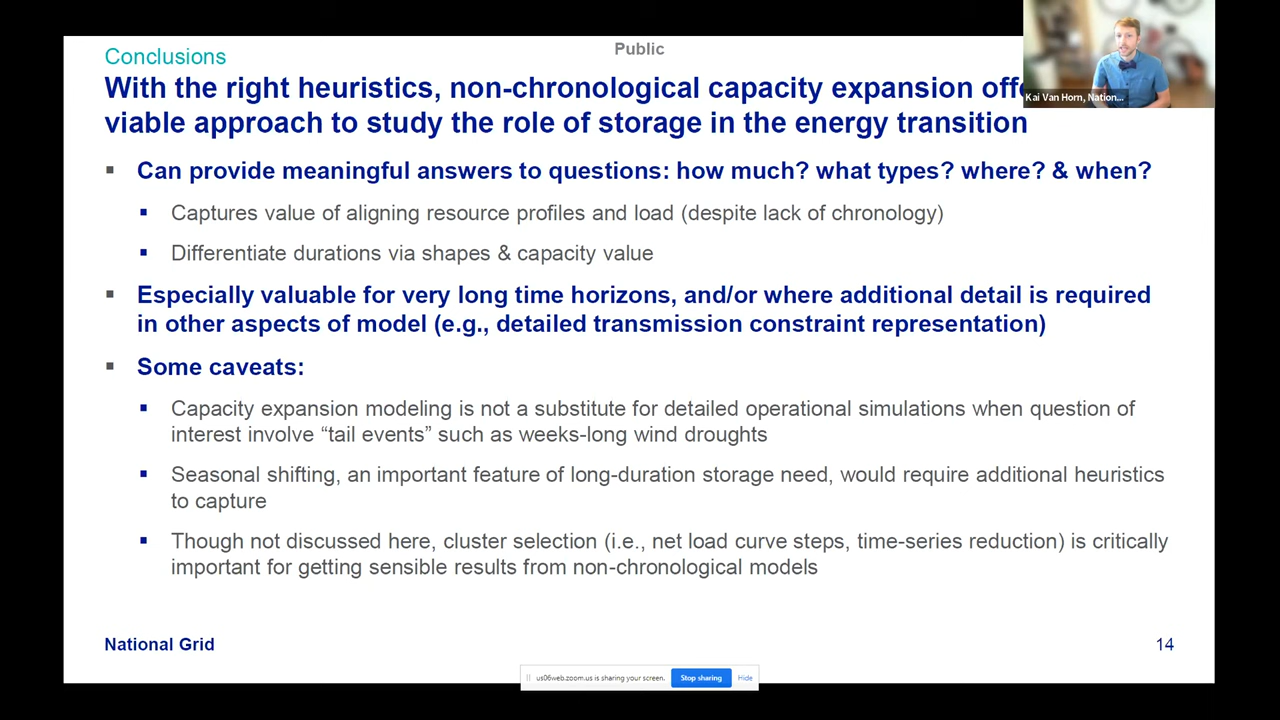 Conclusions
Public
With the right heuristics, non-chronological capacity expansion
viable approach to study the role of storage in the energy transition
Kai Van Horn, Nation...
▪ Can provide meaningful answers to questions: how much? what types? where? & when?
▪ Captures value of aligning resource profiles and load (despite lack of chronology)
▪ Differentiate durations via shapes & capacity value
▪ Especially valuable for very long time horizons, and/or where additional detail is required
in other aspects of model (e.g., detailed transmission constraint representation)
▪ Some caveats:
▪ Capacity expansion modeling is not a substitute for detailed operational simulations when question of
interest involve “tail events” such as weeks-long wind droughts
▪ Seasonal shifting, an important feature of long-duration storage need, would require additional heuristics
to capture
▪ Though not discussed here, cluster selection (i.e., net load curve steps, time-series reduction) is critically
important for getting sensible results from non-chronological models
National Grid
14
us06web.zoom.us is sharing your screen.
Stop sharing
Hide